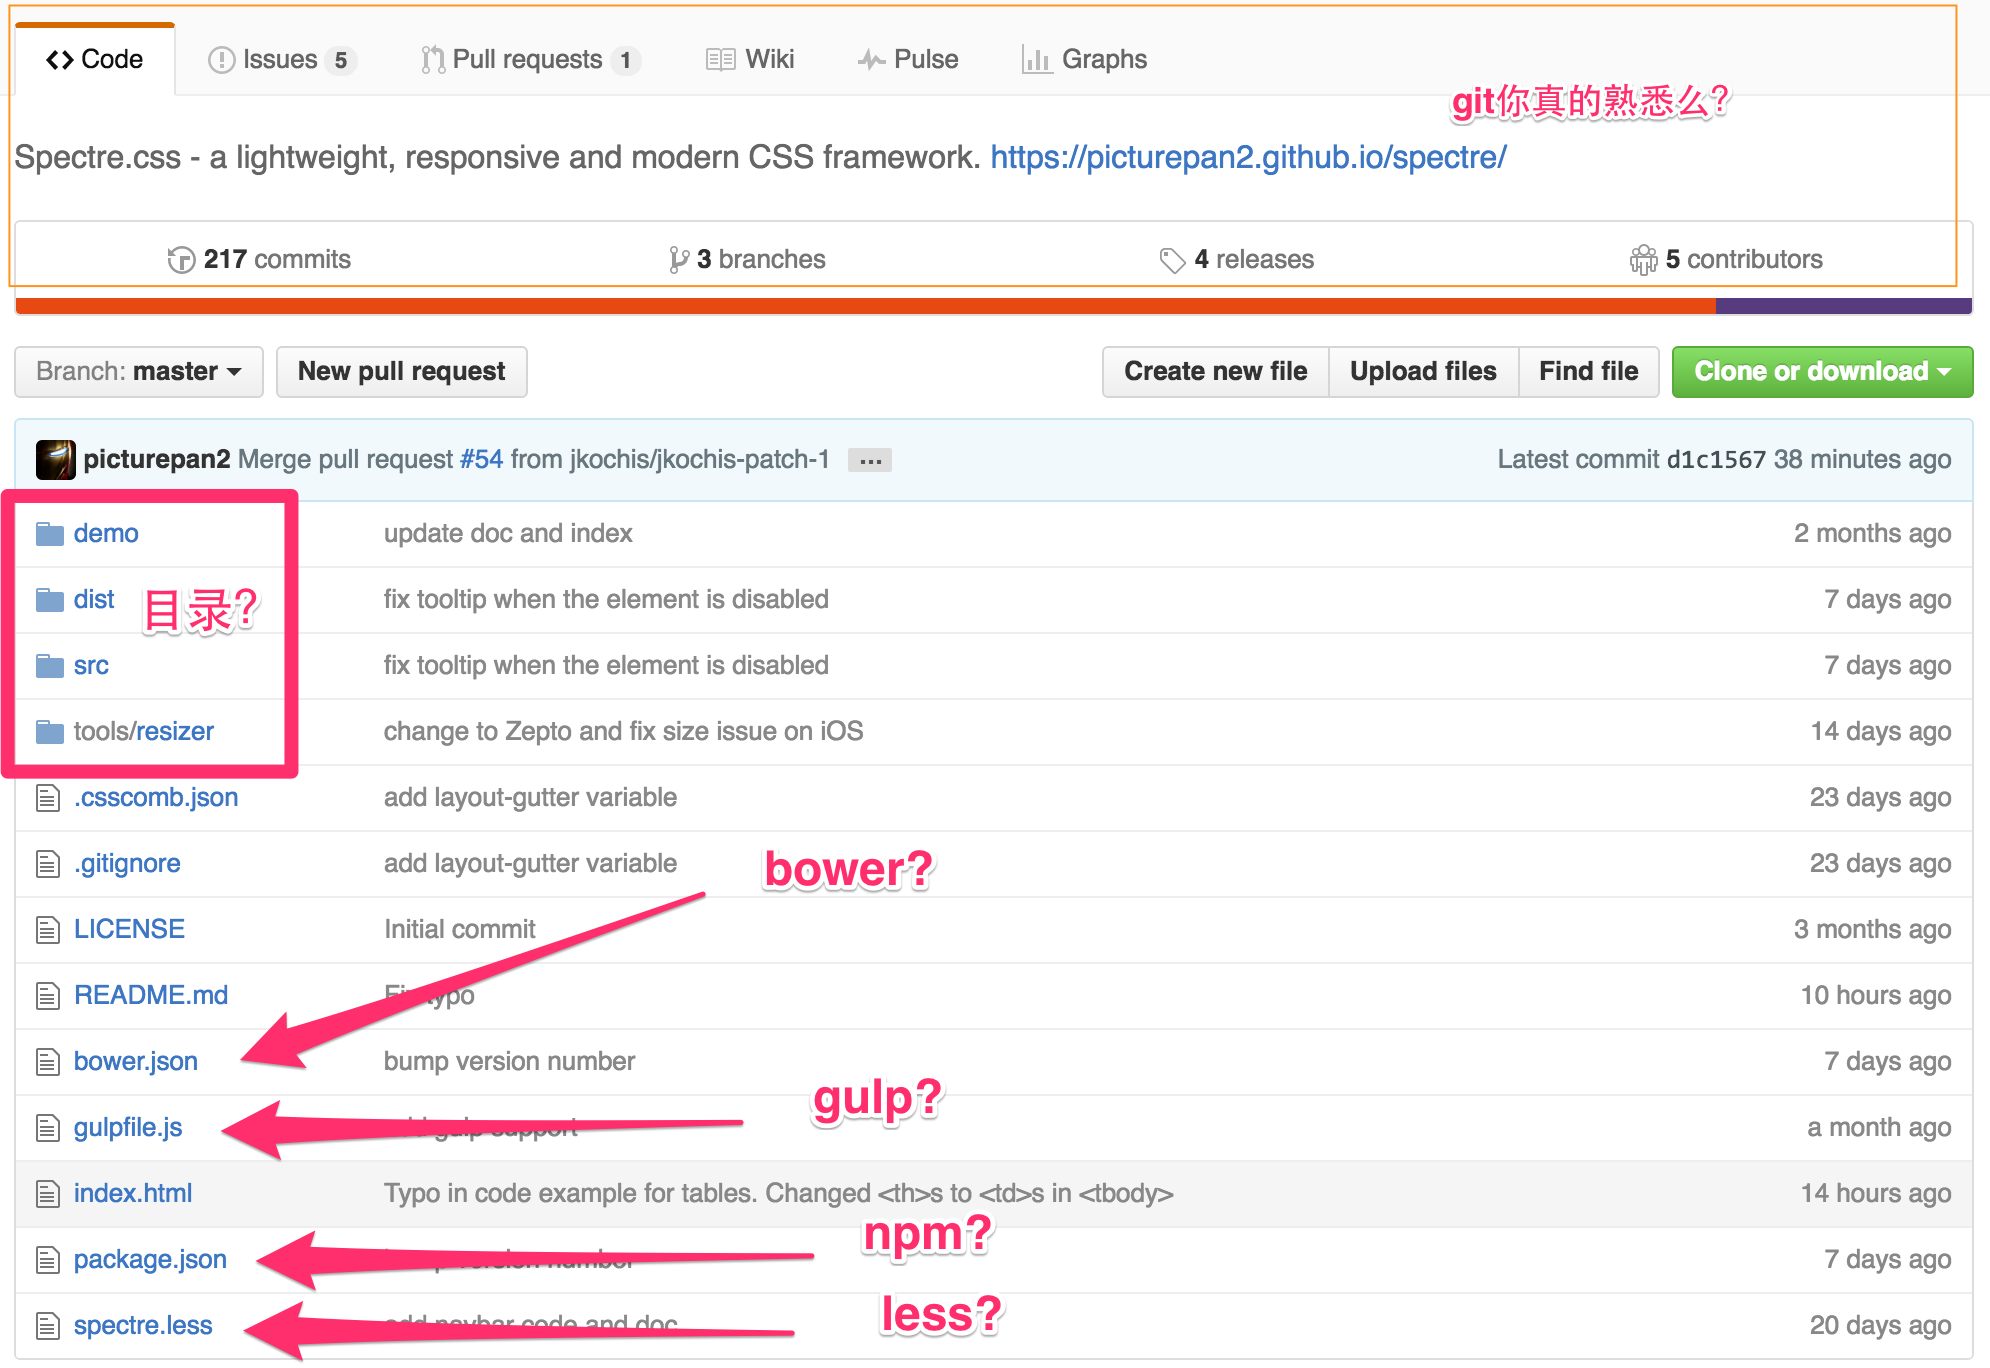 Code Issues 5 Pull requests 1 Wiki Pulse Graphs
git你真的熟悉么?
Spectre.css - a lightweight, responsive and modern CSS framework. https://picturepan2.github.io/spectre/
217 commits 3 branches 4 releases 5 contributors
Branch: master New pull request Create new file Upload files Find file Clone or download
picturepan2 Merge pull request #54 from jkochis/jkochis-patch-1 ... Latest commit d1c1567 38 minutes ago
demo update doc and index 2 months ago
dist fix tooltip when the element is disabled 7 days ago
目录?
src fix tooltip when the element is disabled 7 days ago
tools/resizer change to Zepto and fix size issue on iOS 14 days ago
.csscomb.json add layout-gutter variable 23 days ago
.gitignore add layout-gutter variable 23 days ago
bower?
LICENSE Initial commit 3 months ago
README.md typo 10 hours ago
bower.json bump version number 7 days ago
gulp?
gulpfile.js add gulp support a month ago
index.html Typo in code example for tables. Changed <th>s to <td>s in <tbody> 14 hours ago
npm?
package.json version number 7 days ago
less?
spectre.less add navbar code and doc 20 days ago